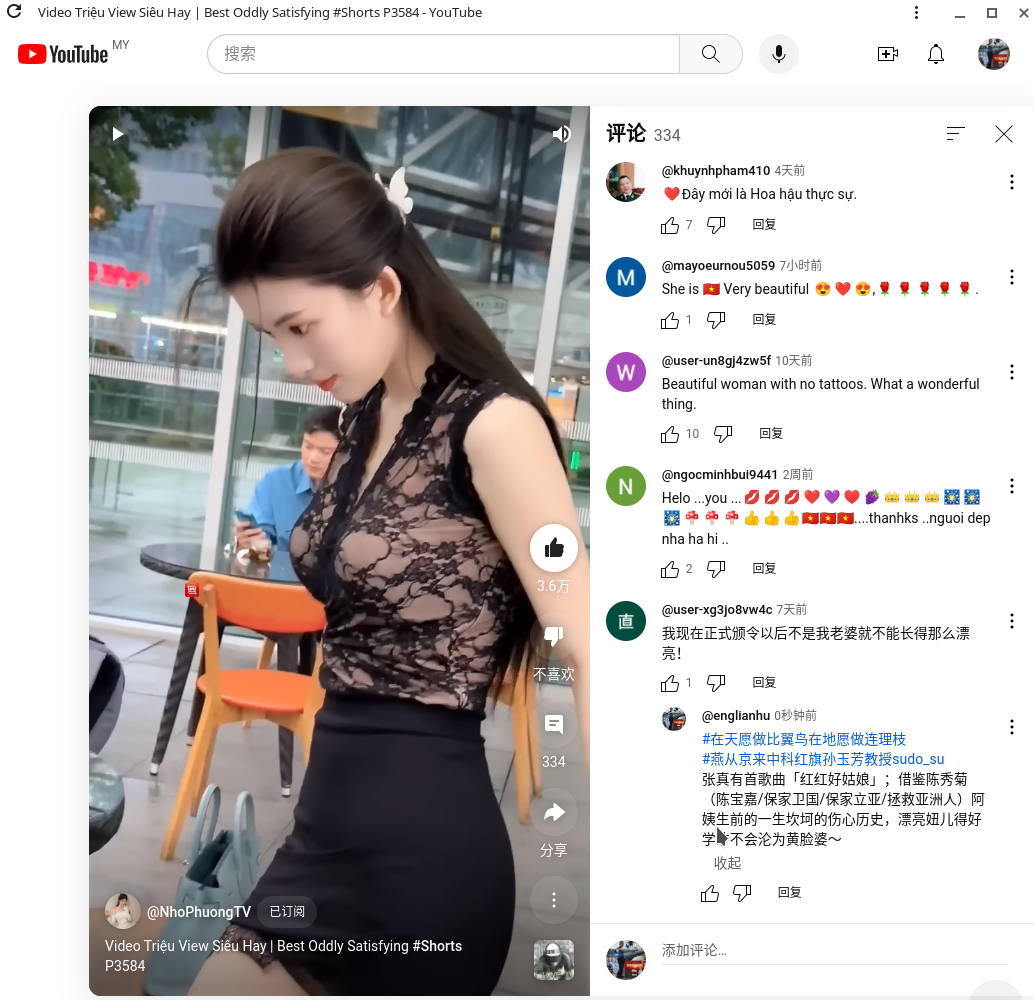 Video Triệu View Siêu Hay | Best Oddly Satisfying #Shorts P3584 - YouTube
YouTube MY
搜索
评论 334
@khuynhpham410 4天前
❤️Đây mới là Hoa hậu thực sự.
7 回复
M
@mayoeurnou5059 7小时前
She is 🇻🇳 Very beautiful 😍 ❤️ 😍,🌹 🌹 🌹 🌹 🌹 .
1 回复
W
@user-un8gj4zw5f 10天前
Beautiful woman with no tattoos. What a wonderful
thing.
10 回复
N
@ngocminhbui9441 2周前
Helo ...you ...💋 💋 💋 ❤️ 💜 ♥️ 🍇 👑 👑 👑 🎆 🎆
🎆 🍄 🍄 🍄 👍 👍 👍🇻🇳🇻🇳🇻🇳....thanhks ..nguoi dep
nha ha hi ..
2 回复
直
@user-xg3jo8vw4c 7天前
我现在正式颁令以后不是我老婆就不能长得那么漂
亮！
1 回复
@englianhu 0秒钟前
#在天愿做比翼鸟在地愿做连理枝
#燕从京来中科红旗孙玉芳教授sudo_su
张真有首歌曲「红红好姑娘」；借鉴陈秀菊
（陈宝嘉/保家卫国/保家立亚/拯救亚洲人）阿
姨生前的一生坎坷的伤心历史，漂亮妞儿得好
学 不会沦为黄脸婆～
收起
回复
添加评论...
3.6万
不喜欢
334
分享
@NhoPhuongTV 已订阅
Video Triệu View Siêu Hay | Best Oddly Satisfying #Shorts
P3584